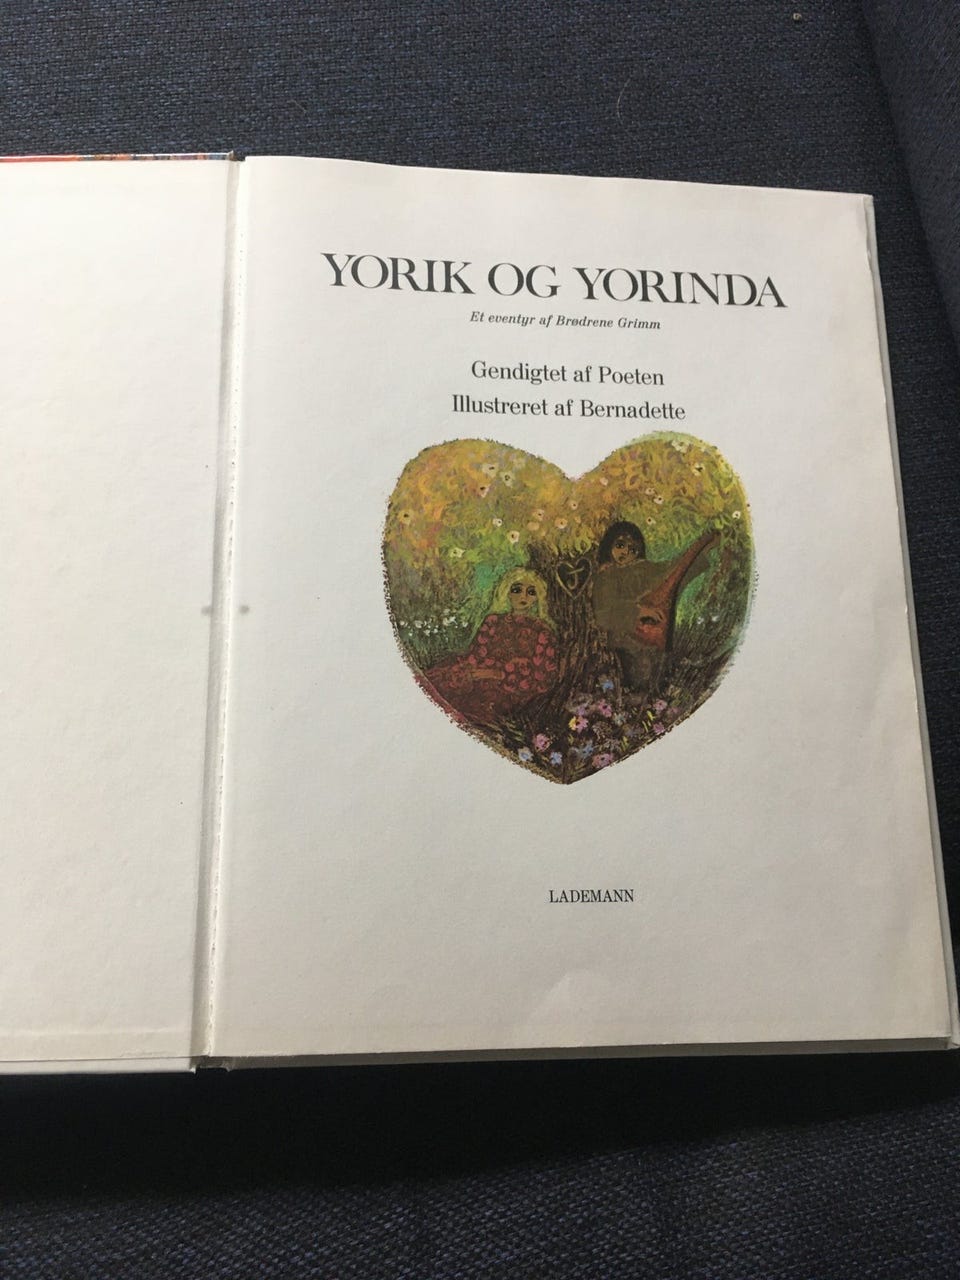 YORIK OG YORINDA
Et eventyr af Brødrene Grimm
Gendigtet af Poeten
Illustreret af Bernadette
J
LADEMANN